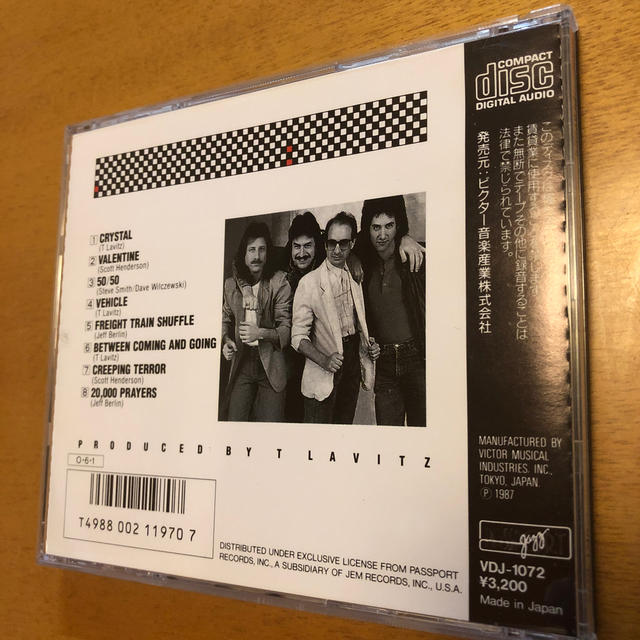 1 CRYSTAL
(T Lavitz)
2 VALENTINE
(Scott Henderson)
3 50/50
(Steve Smith/Dave Wilczewski)
4 VEHICLE
(T Lavitz)
5 FREIGHT TRAIN SHUFFLE
(Jeff Berlin)
6 BETWEEN COMING AND GOING
(T Lavitz)
7 CREEPING TERROR
(Scott Henderson)
8 20,000 PRAYERS
(Jeff Berlin)
PRODUCED BY T LAVITZ
O-6-1
T4988 002 11970 7
DISTRIBUTED UNDER EXCLUSIVE LICENSE FROM PASSPORT
RECORDS, INC., A SUBSIDIARY OF JEM RECORDS, INC., U.S.A.
COMPACT
disc
DIGITAL AUDIO
このディスクは
賃貸業に使用す
また無断でテープその他に録音することは
法律で禁じられています。
発売元:ビクター音楽産業株式会社
MANUFACTURED BY
VICTOR MUSICAL
INDUSTRIES, INC.,
TOKYO, JAPAN
Ⓟ 1987
VDJ-1072
¥3,200
Made in Japan